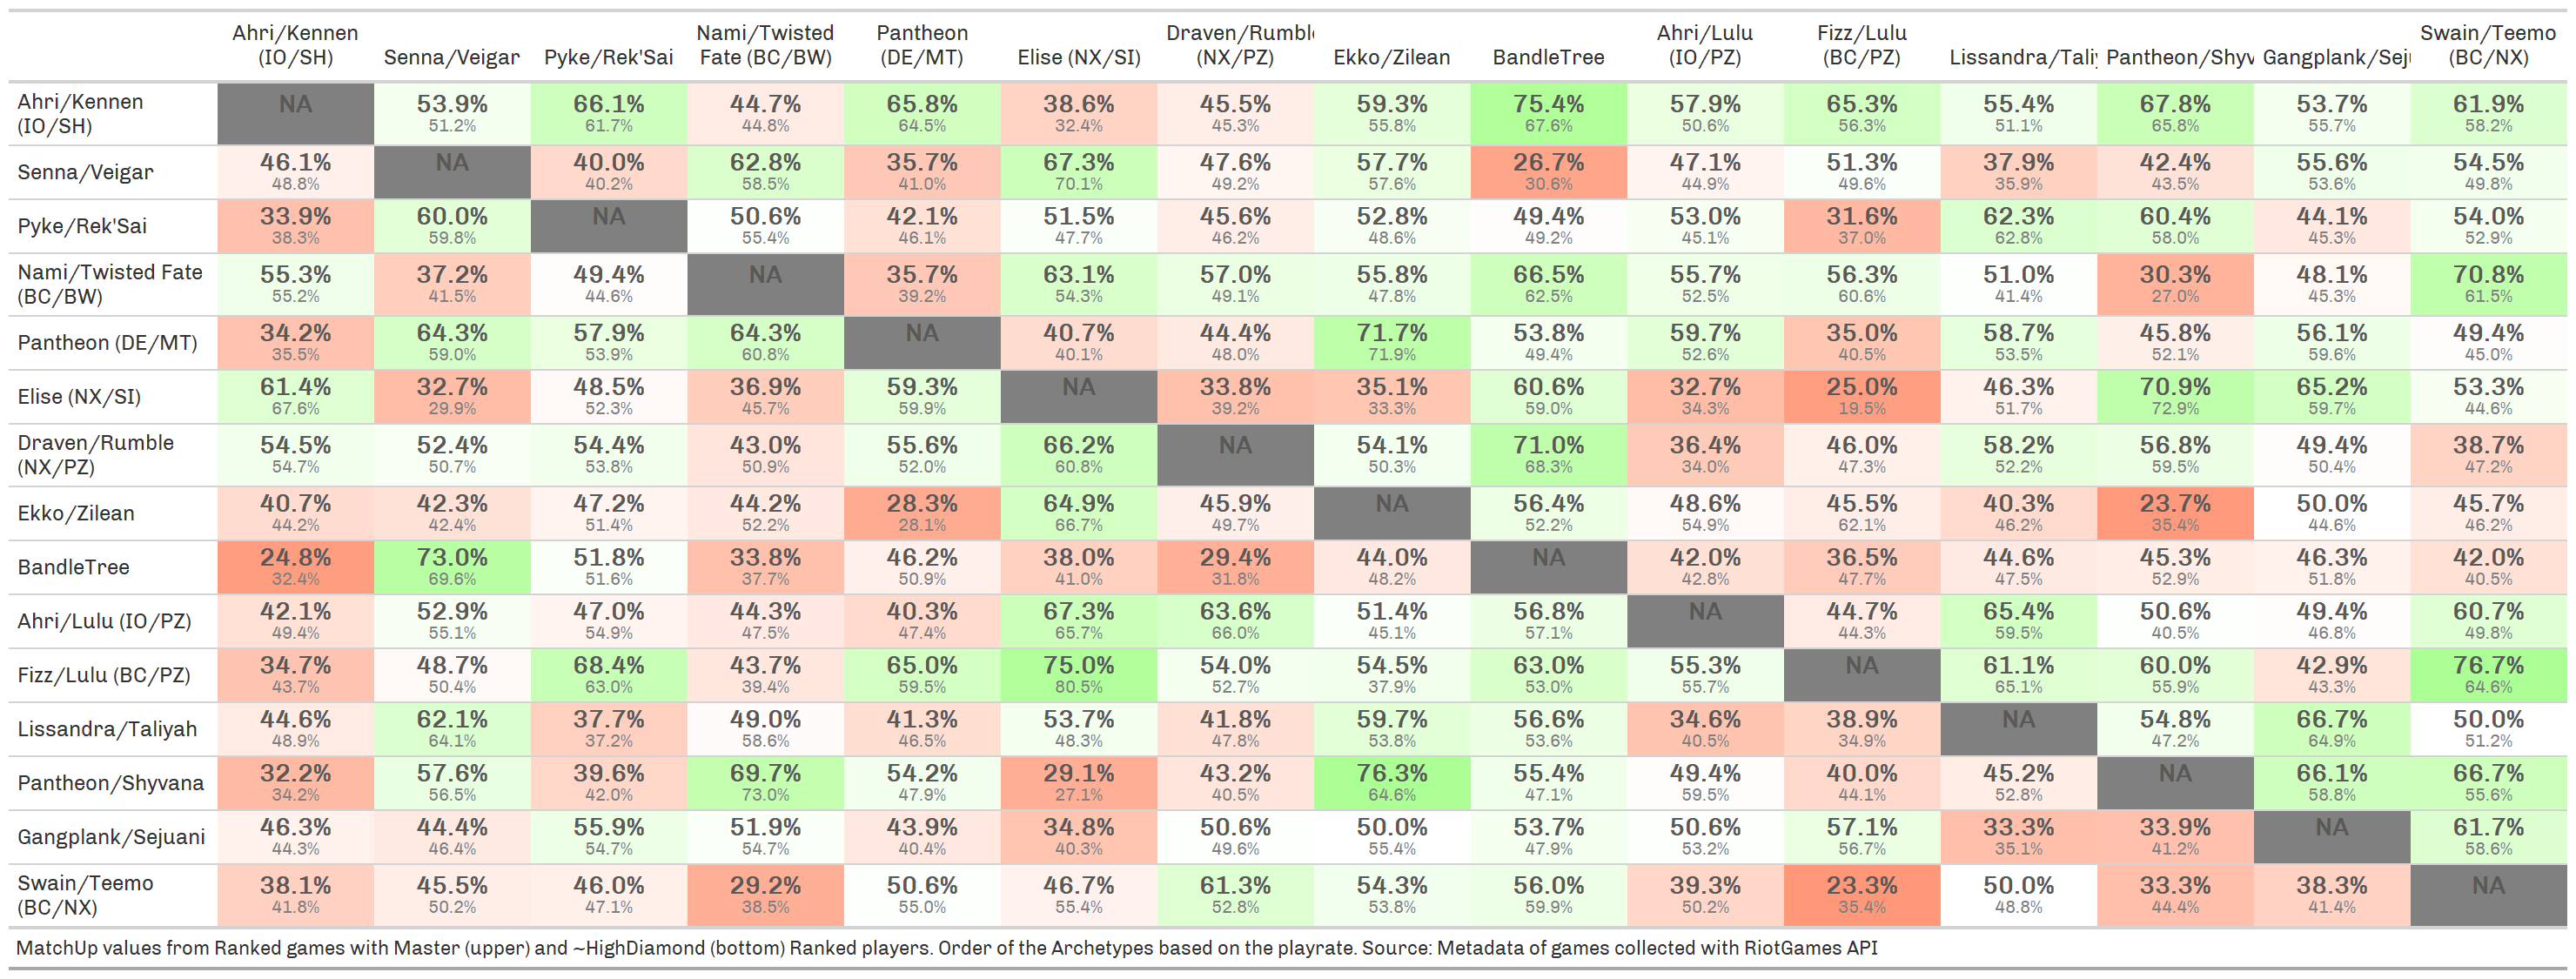 Ahri/Kennen (IO/SH) Senna/Veigar Pyke/Rek'Sai Nami/Twisted Fate (BC/BW) Pantheon (DE/MT) Elise (NX/SI) Draven/Rumbl (NX/PZ) Ekko/Zilean BandleTree Ahri/Lulu (IO/PZ) Fizz/Lulu (BC/PZ) Lissandra/Tali Pantheon/Shyv Gangplank/Sej Swain/Teemo (BC/NX)
Ahri/Kennen (IO/SH) NA 53.9% 66.1% 44.7% 65.8% 38.6% 45.5% 59.3% 75.4% 57.9% 65.3% 55.4% 67.8% 53.7% 61.9%
51.2% 61.7% 44.8% 64.5% 32.4% 45.3% 55.8% 67.6% 50.6% 56.3% 51.1% 65.8% 55.7% 58.2%
Senna/Veigar 46.1% NA 40.0% 62.8% 35.7% 67.3% 47.6% 57.7% 26.7% 47.1% 51.3% 37.9% 42.4% 55.6% 54.5%
48.8% 40.2% 58.5% 41.0% 70.1% 49.2% 57.6% 30.6% 44.9% 49.6% 35.9% 43.5% 53.6% 49.8%
Pyke/Rek'Sai 33.9% 60.0% NA 50.6% 42.1% 51.5% 45.6% 52.8% 49.4% 53.0% 31.6% 62.3% 60.4% 44.1% 54.0%
38.3% 59.8% 55.4% 46.1% 47.7% 46.2% 48.6% 49.2% 45.1% 37.0% 62.8% 58.0% 45.3% 52.9%
Nami/Twisted Fate (BC/BW) 55.3% 37.2% 49.4% NA 35.7% 63.1% 57.0% 55.8% 66.5% 55.7% 56.3% 51.0% 30.3% 48.1% 70.8%
55.2% 41.5% 44.6% 39.2% 54.3% 49.1% 47.8% 62.5% 52.5% 60.6% 41.4% 27.0% 45.3% 61.5%
Pantheon (DE/MT) 34.2% 64.3% 57.9% 64.3% NA 40.7% 44.4% 71.7% 53.8% 59.7% 35.0% 58.7% 45.8% 56.1% 49.4%
35.5% 59.0% 53.9% 60.8% 40.1% 48.0% 71.9% 49.4% 52.6% 40.5% 53.5% 52.1% 59.6% 45.0%
Elise (NX/SI) 61.4% 32.7% 48.5% 36.9% 59.3% NA 33.8% 35.1% 60.6% 32.7% 25.0% 46.3% 70.9% 65.2% 53.3%
67.6% 29.9% 52.3% 45.7% 59.9% 39.2% 33.3% 59.0% 34.3% 19.5% 51.7% 72.9% 59.7% 44.6%
Draven/Rumble (NX/PZ) 54.5% 52.4% 54.4% 43.0% 55.6% 66.2% NA 54.1% 71.0% 36.4% 46.0% 58.2% 56.8% 49.4% 38.7%
54.7% 50.7% 53.8% 50.9% 52.0% 60.8% 50.3% 68.3% 34.0% 47.3% 52.2% 59.5% 50.4% 47.2%
Ekko/Zilean 40.7% 42.3% 47.2% 44.2% 28.3% 64.9% 45.9% NA 56.4% 48.6% 45.5% 40.3% 23.7% 50.0% 45.7%
44.2% 42.4% 51.4% 52.2% 28.1% 66.7% 49.7% 52.2% 54.9% 62.1% 46.2% 35.4% 44.6% 46.2%
BandleTree 24.8% 73.0% 51.8% 33.8% 46.2% 38.0% 29.4% 44.0% NA 42.0% 36.5% 44.6% 45.3% 46.3% 42.0%
32.4% 69.6% 51.6% 37.7% 50.9% 41.0% 31.8% 48.2% 42.8% 47.7% 47.5% 52.9% 51.8% 40.5%
Ahri/Lulu (IO/PZ) 42.1% 52.9% 47.0% 44.3% 40.3% 67.3% 63.6% 51.4% 56.8% NA 44.7% 65.4% 50.6% 49.4% 60.7%
49.4% 55.1% 54.9% 47.5% 47.4% 65.7% 66.0% 45.1% 57.1% 44.3% 59.5% 40.5% 46.8% 49.8%
Fizz/Lulu (BC/PZ) 34.7% 48.7% 68.4% 43.7% 65.0% 75.0% 54.0% 54.5% 63.0% 55.3% NA 61.1% 60.0% 42.9% 76.7%
43.7% 50.4% 63.0% 39.4% 59.5% 80.5% 52.7% 37.9% 53.0% 55.7% 65.1% 55.9% 43.3% 64.6%
Lissandra/Taliyah 44.6% 62.1% 37.7% 49.0% 41.3% 53.7% 41.8% 59.7% 56.6% 34.6% 38.9% NA 54.8% 66.7% 50.0%
48.9% 64.1% 37.2% 58.6% 46.5% 48.3% 47.8% 53.8% 53.6% 40.5% 34.9% 47.2% 64.9% 51.2%
Pantheon/Shyvana 32.2% 57.6% 39.6% 69.7% 54.2% 29.1% 43.2% 76.3% 55.4% 49.4% 40.0% 45.2% NA 66.1% 66.7%
34.2% 56.5% 42.0% 73.0% 47.9% 27.1% 40.5% 64.6% 47.1% 59.5% 44.1% 52.8% 58.8% 55.6%
Gangplank/Sejuani 46.3% 44.4% 55.9% 51.9% 43.9% 34.8% 50.6% 50.0% 53.7% 50.6% 57.1% 33.3% 33.9% NA 61.7%
44.3% 46.4% 54.7% 54.7% 40.4% 40.3% 49.6% 55.4% 47.9% 53.2% 56.7% 35.1% 41.2% 58.6%
Swain/Teemo (BC/NX) 38.1% 45.5% 46.0% 29.2% 50.6% 46.7% 61.3% 54.3% 56.0% 39.3% 23.3% 50.0% 33.3% 38.3% NA
41.8% 50.2% 47.1% 38.5% 55.0% 55.4% 52.8% 53.8% 59.9% 50.2% 35.4% 48.8% 44.4% 41.4%
MatchUp values from Ranked games with Master (upper) and ~HighDiamond (bottom) Ranked players. Order of the Archetypes based on the playrate. Source: Metadata of games collected with RiotGames API